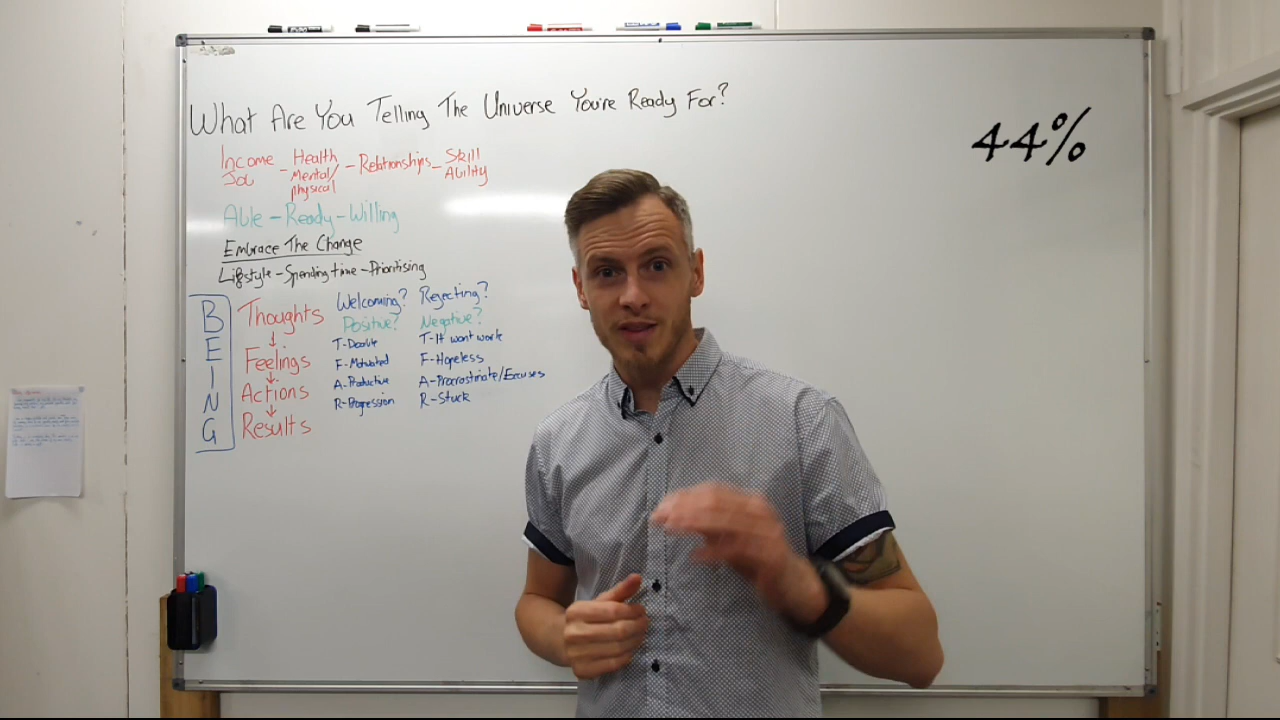 What Are You Telling The Universe You're Ready For?
44%
Income - Health - Relationships - Skill
Job Mental/ Ability
physical
Able - Ready - Willing
Embrace The Change
Lifestyle - Spending time - Prioritising
BEING
Thoughts
Feelings
Actions
Results
Welcoming? Rejecting?
Positive? Negative?
T- T-It wont work
F-Motivated F-Hopeless
A-Productive A-Procrastinate/Excuses
R-Progression R-Stuck